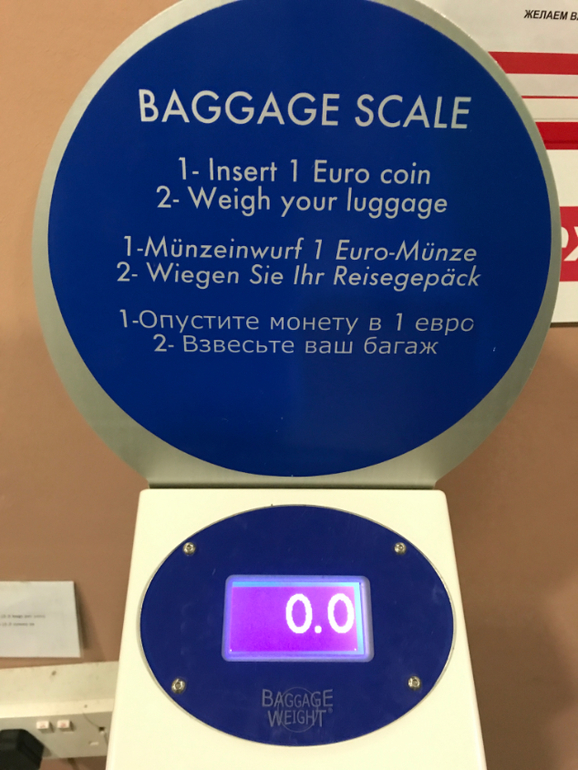 ЖЕЛАЕМ
BAGGAGE SCALE
1- Insert 1 Euro coin
2- Weigh your luggage
1-Münzeinwurf 1 Euro-Münze
2- Wiegen Sie Ihr Reisegepäck
1-Опустите монету в 1 евро
2- Взвесьте ваш багаж
0.0
BAGGAGE
WEIGHT®